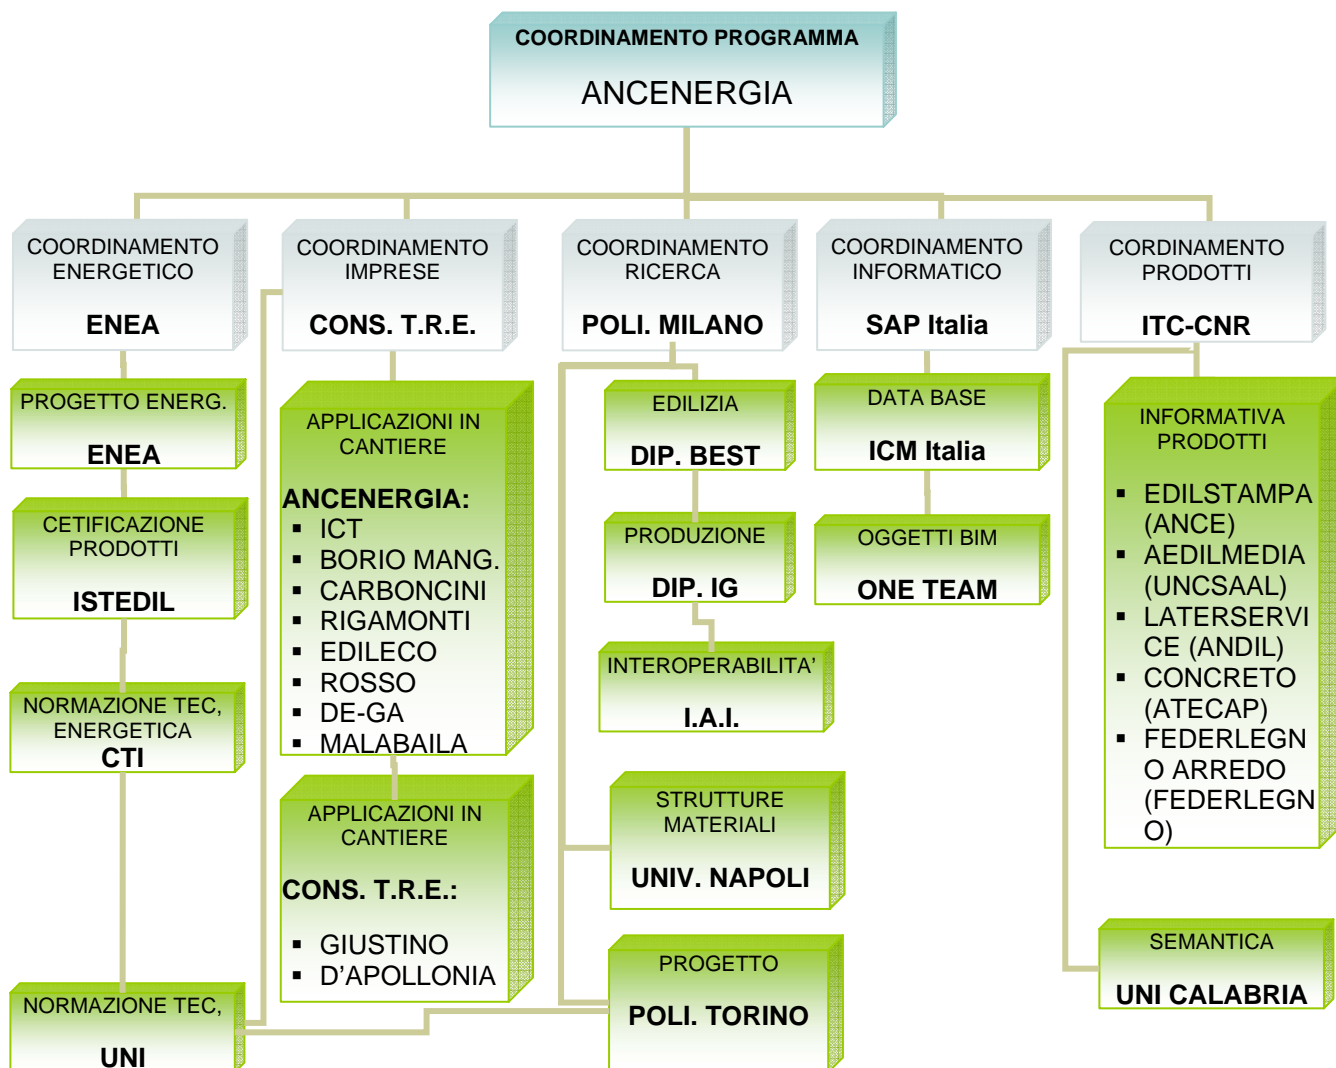 COORDINAMENTO PROGRAMMA
ANCENERGIA
COORDINAMENTO
ENERGETICO
ENEA
COORDINAMENTO
IMPRESE
CONS. T.R.E.
COORDINAMENTO
RICERCA
POLI. MILANO
COORDINAMENTO
INFORMATICO
SAP Italia
CORDINAMENTO
PRODOTTI
ITC-CNR
PROGETTO ENERG.
ENEA
CETIFICAZIONE
PRODOTTI
ISTEDIL
NORMAZIONE TEC,
ENERGETICA
CTI
NORMAZIONE TEC,
UNI
APPLICAZIONI IN
CANTIERE
ANCENERGIA:
▪ ICT
▪ BORIO MANG.
▪ CARBONCINI
▪ RIGAMONTI
▪ EDILECO
▪ ROSSO
▪ DE-GA
▪ MALABAILA
APPLICAZIONI IN
CANTIERE
CONS. T.R.E.:
▪ GIUSTINO
▪ D'APOLLONIA
EDILIZIA
DIP. BEST
PRODUZIONE
DIP. IG
INTEROPERABILITA'
I.A.I.
STRUTTURE
MATERIALI
UNIV. NAPOLI
PROGETTO
POLI. TORINO
DATA BASE
ICM Italia
OGGETTI BIM
ONE TEAM
INFORMATIVA
PRODOTTI
▪ EDILSTAMPA
(ANCE)
▪ AEDILMEDIA
(UNCSAAL)
▪ LATERSERVI
CE (ANDIL)
▪ CONCRETO
(ATECAP)
▪ FEDERLEGN
O ARREDO
(FEDERLEGN
O)
SEMANTICA
UNI CALABRIA